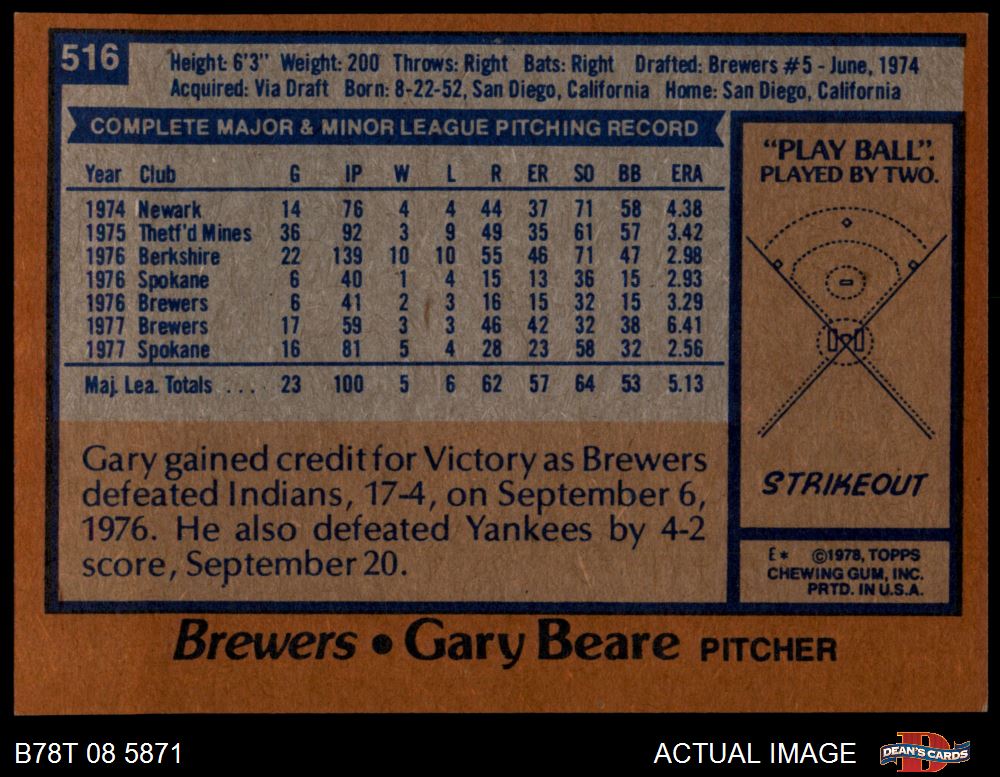 516
Height: 6'3" Weight: 200 Throws: Right Bats: Right Drafted: Brewers #5 - June, 1974
Acquired: Via Draft Born: 8-22-52, San Diego, California Home: San Diego, California
COMPLETE MAJOR & MINOR LEAGUE PITCHING RECORD
Year Club G IP W L R ER SO BB ERA
1974 Newark 14 76 4 4 44 37 71 58 4.38
1975 Thetf'd Mines 36 92 3 9 49 35 61 57 3.42
1976 Berkshire 22 139 10 10 55 46 71 47 2.98
1976 Spokane 6 40 1 4 15 13 36 15 2.93
1976 Brewers 6 41 2 3 16 15 32 15 3.29
1977 Brewers 17 59 3 3 46 42 32 38 6.41
1977 Spokane 16 81 5 4 28 23 58 32 2.56
Maj. Lea. Totals .... 23 100 5 6 62 57 64 53 5.13
Gary gained credit for Victory as Brewers
defeated Indians, 17-4, on September 6,
1976. He also defeated Yankees by 4-2
score, September 20.
"PLAY BALL".
PLAYED BY TWO.
STRIKEOUT
E* ©1978, TOPPS
CHEWING GUM, INC.
PRTD. IN U.S.A.
Brewers • Gary Beare PITCHER
B78T 08 5871
ACTUAL IMAGE
DEAN'S CARDS